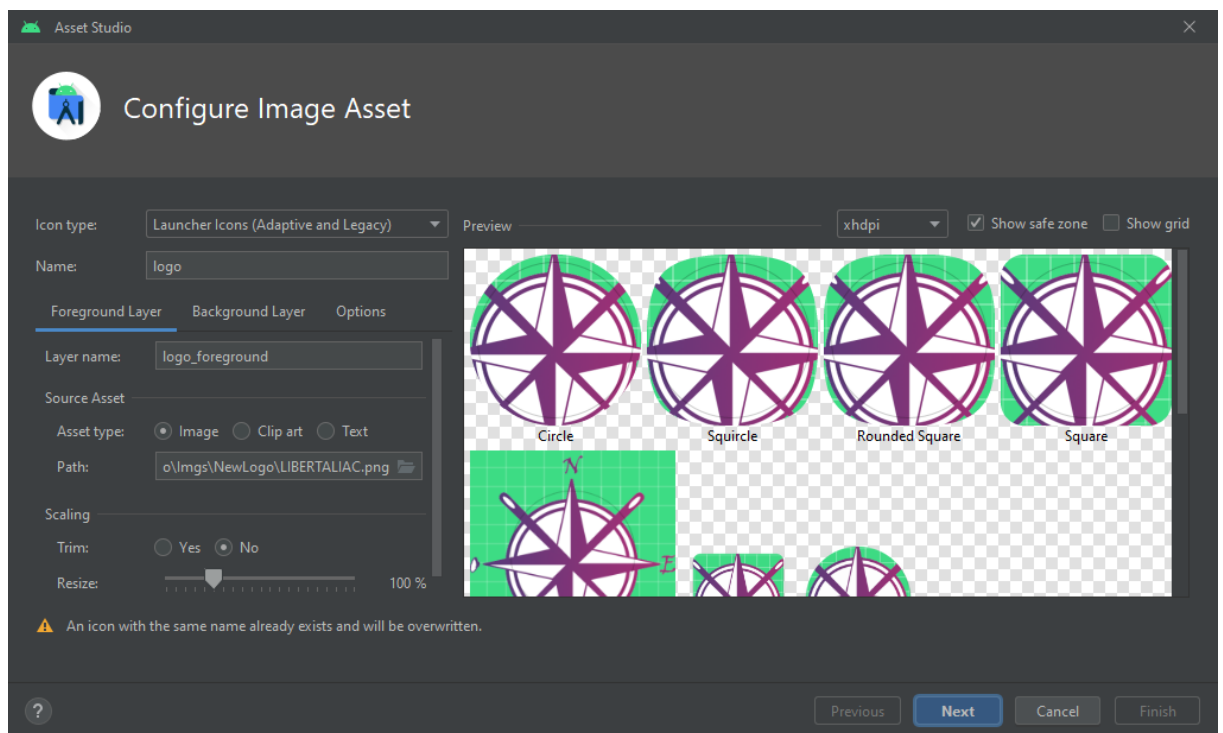 Asset Studio
Configure Image Asset
Icon type: Launcher Icons (Adaptive and Legacy)
Preview xhdpi Show safe zone Show grid
Name: logo
Foreground Layer Background Layer Options
Layer name: logo_foreground
Source Asset
Asset type: Image Clip art Text
Path: o\Imgs\NewLogo\LIBERTALIAC.png
Scaling
Trim: Yes No
Resize: 100 %
Circle Squircle Rounded Square Square
N
E
An icon with the same name already exists and will be overwritten.
? Previous Next Cancel Finish